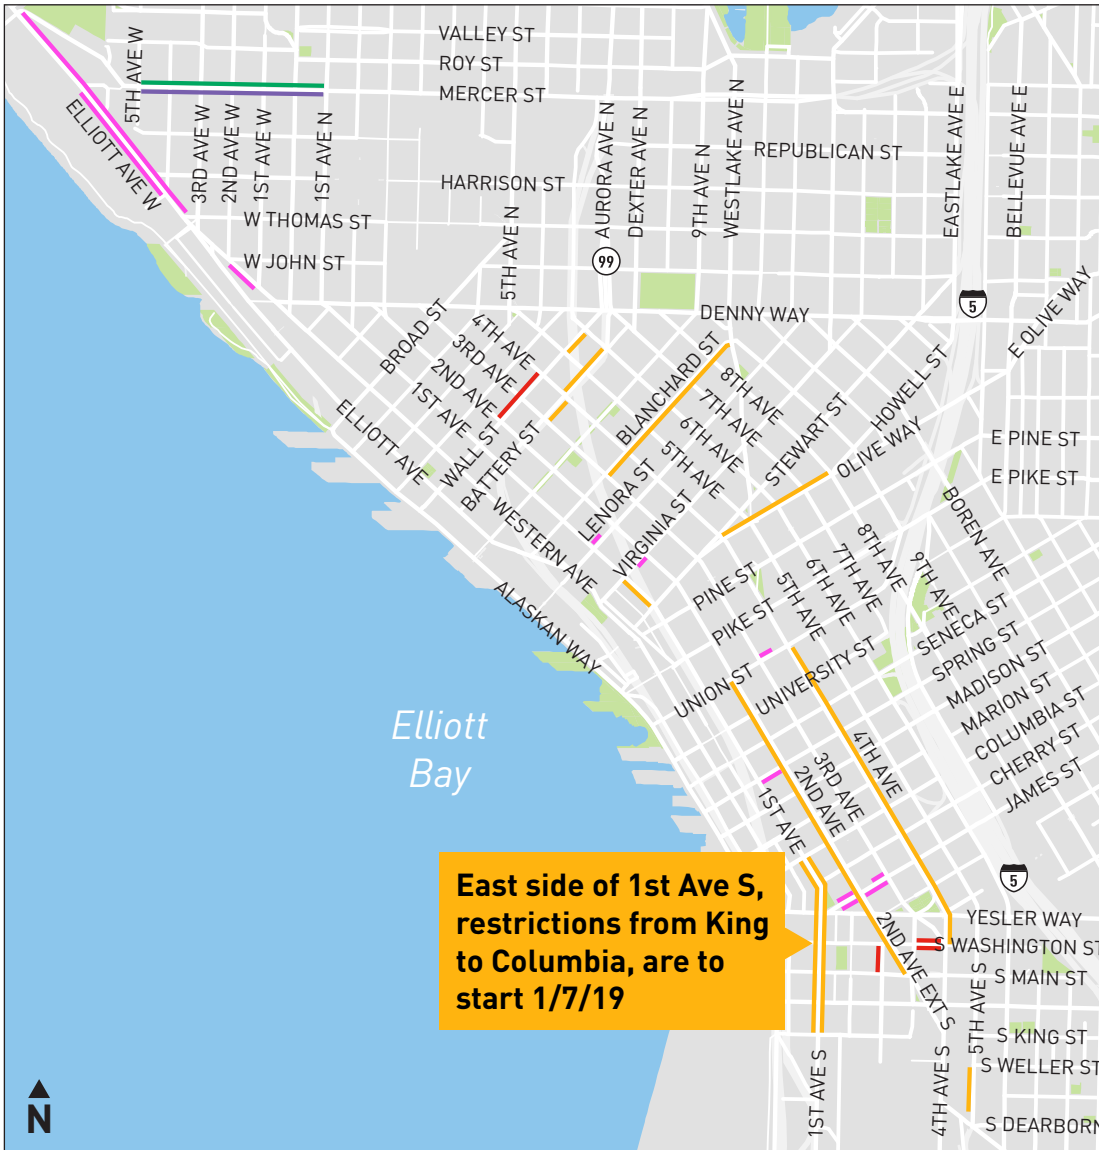 VALLEY ST
ROY ST
MERCER ST
5TH AVE W
ELLIOTT AVE W
3RD AVE W
2ND AVE W
1ST AVE W
1ST AVE N
AURORA AVE N
DEXTER AVE N
9TH AVE N
WESTLAKE AVE N
EASTLAKE AVE E
BELLEVUE AVE E
REPUBLICAN ST
HARRISON ST
W THOMAS ST
W JOHN ST
5TH AVE N
99
5
DENNY WAY
E OLIVE WAY
BROAD ST
4TH AVE
3RD AVE
2ND AVE
1ST AVE
ELLIOTT AVE
WALL ST
BATTERY ST
BLANCHARD ST
8TH AVE
7TH AVE
6TH AVE
5TH AVE
STEWART ST
HOWELL ST
OLIVE WAY
E PINE ST
E PIKE ST
LENORA ST
VIRGINIA ST
WESTERN AVE
ALASKAN WAY
BOREN AVE
PINE ST
PIKE ST
5TH AVE
6TH AVE
7TH AVE
8TH AVE
9TH AVE
UNION ST
UNIVERSITY ST
SENECA ST
SPRING ST
MADISON ST
MARION ST
COLUMBIA ST
CHERRY ST
JAMES ST
Elliott
Bay
4TH AVE
3RD AVE
2ND AVE
1ST AVE
5
East side of 1st Ave S,
restrictions from King
to Columbia, are to
start 1/7/19
YESLER WAY
S WASHINGTON ST
2ND AVE EXT S
S MAIN ST
5TH AVE S
S KING ST
S WELLER ST
1ST AVE S
4TH AVE S
S DEARBORN
N